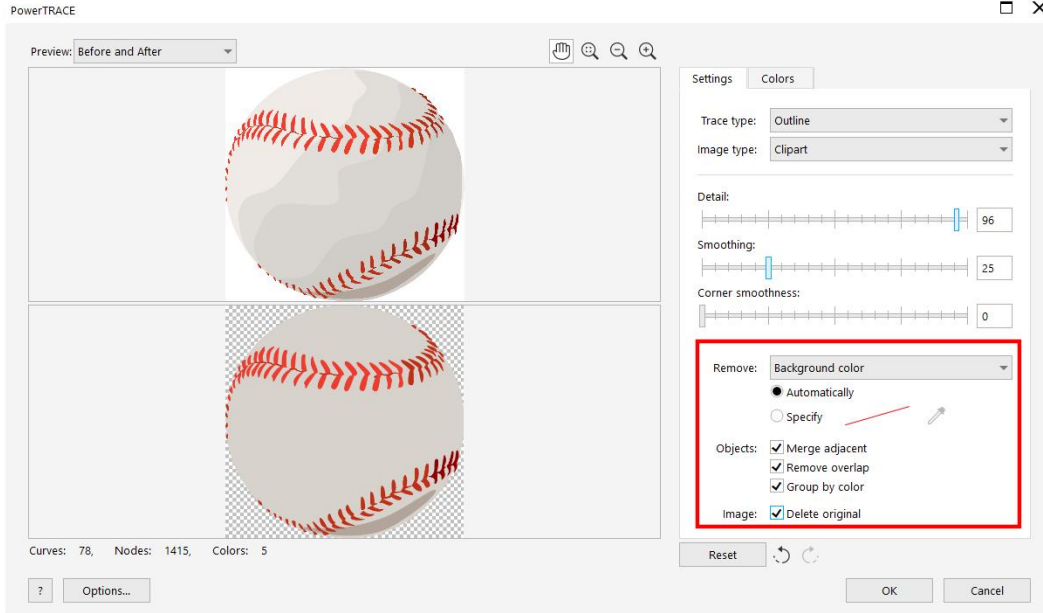 PowerTRACE
Preview: Before and After
Settings Colors
Trace type: Outline
Image type: Clipart
Detail:
96
Smoothing:
25
Corner smoothness:
0
Remove: Background color
Automatically
Specify
Objects: Merge adjacent
Remove overlap
Group by color
Image: Delete original
Curves: 78, Nodes: 1415, Colors: 5
Reset
? Options... OK Cancel